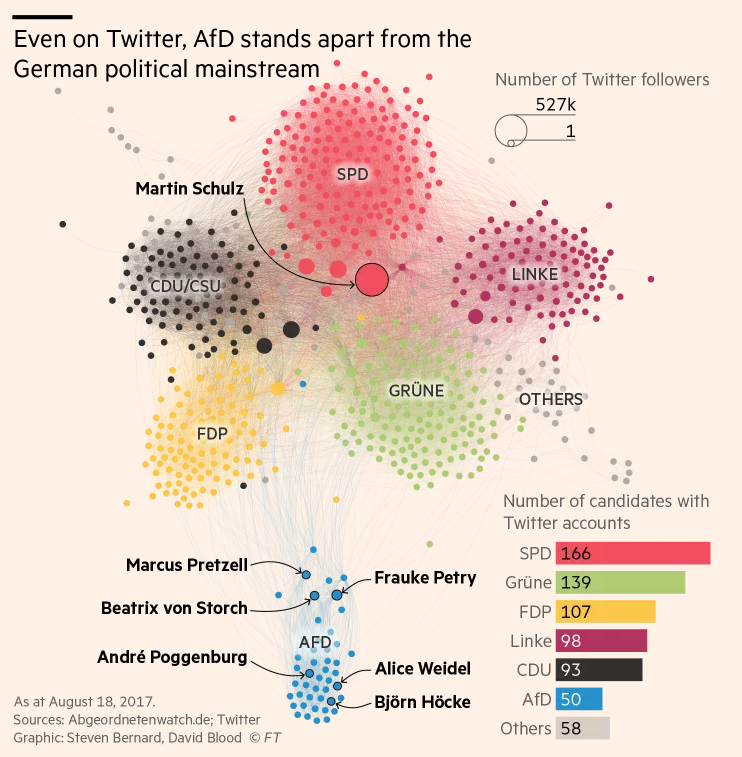 Even on Twitter, AfD stands apart from the
German political mainstream
Number of Twitter followers
527k
1
SPD
Martin Schulz
CDU/CSU
LINKE
GRÜNE
OTHERS
FDP
Number of candidates with
Twitter accounts
SPD 166
Grüne 139
FDP 107
Linke 98
CDU 93
AfD 50
Others 58
Marcus Pretzell
Frauke Petry
Beatrix von Storch
AFD
André Poggenburg
Alice Weidel
Björn Höcke
As at August 18, 2017.
Sources: Abgeordnetenwatch.de; Twitter
Graphic: Steven Bernard, David Blood © FT